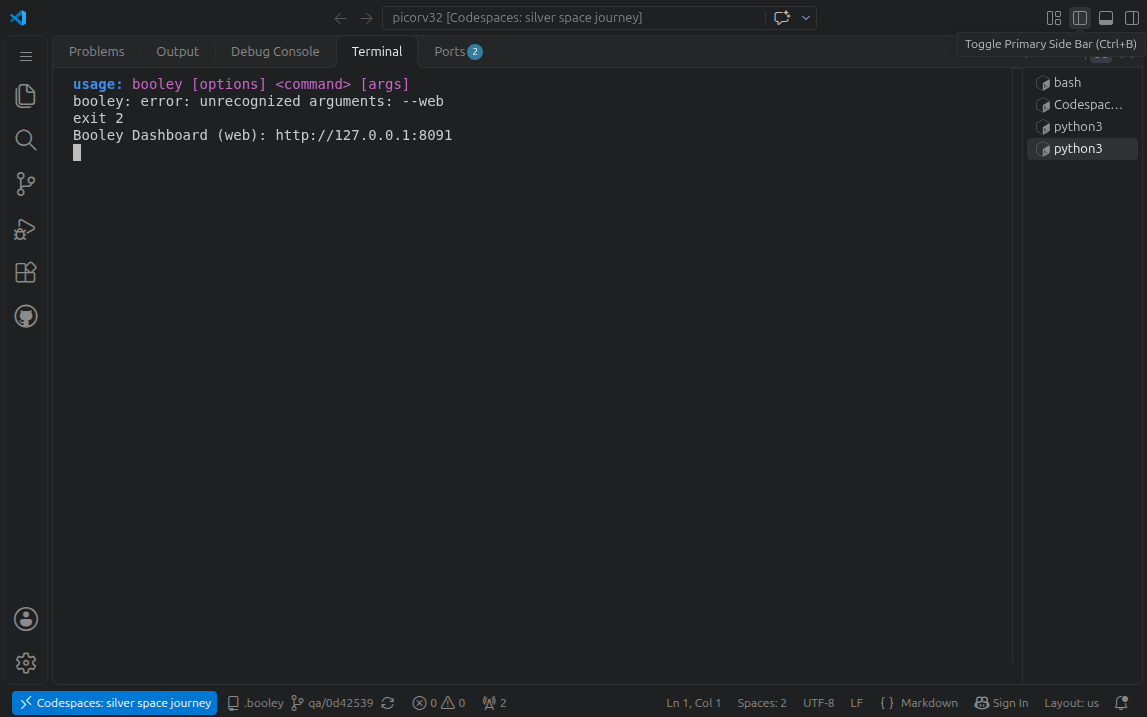 picorv32 [Codespaces: silver space journey]
Problems
Output
Debug Console
Terminal
Ports 2
Toggle Primary Side Bar (Ctrl+B)
usage: booley [options] <command> [args]
booley: error: unrecognized arguments: --web
exit 2
Booley Dashboard (web): http://127.0.0.1:8091
bash
Codespac...
python3
python3
Codespaces: silver space journey
.booley
qa/0d42539
0
0
2
Ln 1, Col 1
Spaces: 2
UTF-8
LF
{ } Markdown
Sign In
Layout: us